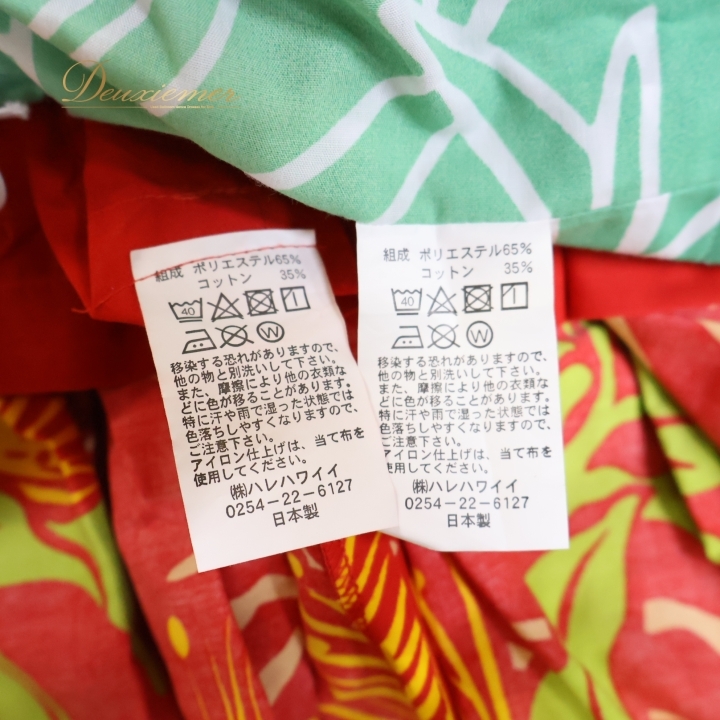 Deuxiemer
組成 ポリエステル65%
コットン 35%
40
W
移染する恐れがありますので、
他の物と別洗いして下さい。
また、摩擦により他の衣類な
どに色が移ることがあります。
特に汗や雨で湿った状態では
色落ちしやすくなりますので、
ご注意下さい。
アイロン仕上げは、当て布を
使用してください。
㈱ハレハワイイ
0254-22-6127
日本製
組成 ポリエステル65%
コットン 35%
40
W
移染する恐れがありますので、
他の物と別洗いして下さい。
また、摩擦により他の衣類な
どに色が移ることがあります。
特に汗や雨で湿った状態では
色落ちしやすくなりますので、
ご注意下さい。
アイロン仕上げは、当て布を
使用してください。
㈱ハレハワイイ
0254-22-6127
日本製